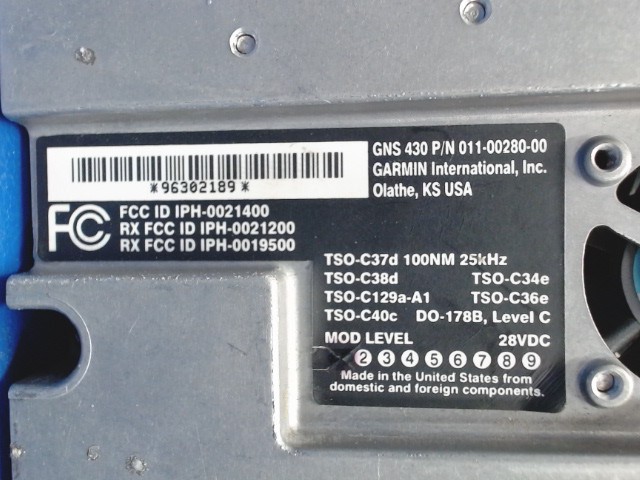 GNS 430 P/N 011-00280-00
GARMIN International, Inc.
Olathe, KS USA
*96302189*
FC FCC ID IPH-0021400
RX FCC ID IPH-0021200
RX FCC ID IPH-0019500
TSO-C37d 100NM 25kHz
TSO-C38d TSO-C34e
TSO-C129a-A1 TSO-C36e
TSO-C40c DO-178B, Level C
MOD LEVEL 28VDC
2 3 4 5 6 7 8 9
Made in the United States from
domestic and foreign components.